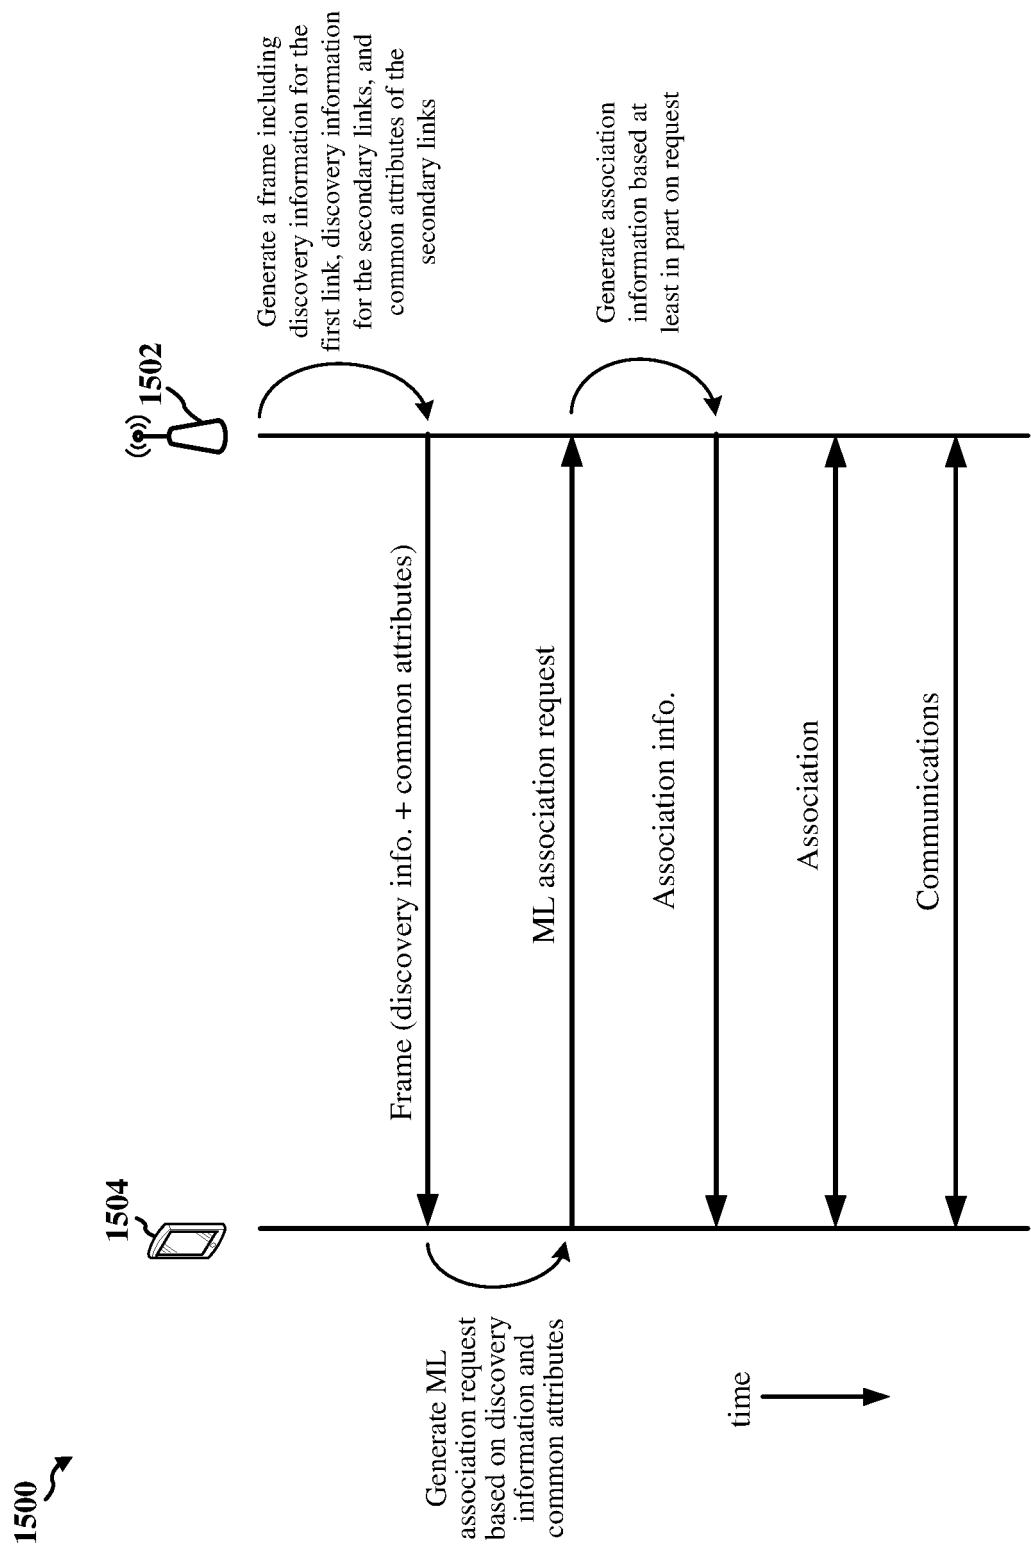 1500
1504
1502
Generate a frame including
discovery information for the
first link, discovery information
for the secondary links, and
common attributes of the
secondary links
Frame (discovery info. + common attributes)
Generate ML
association request
based on discovery
information and
common attributes
ML association request
Generate association
information based at
least in part on request
Association info.
time
Association
Communications